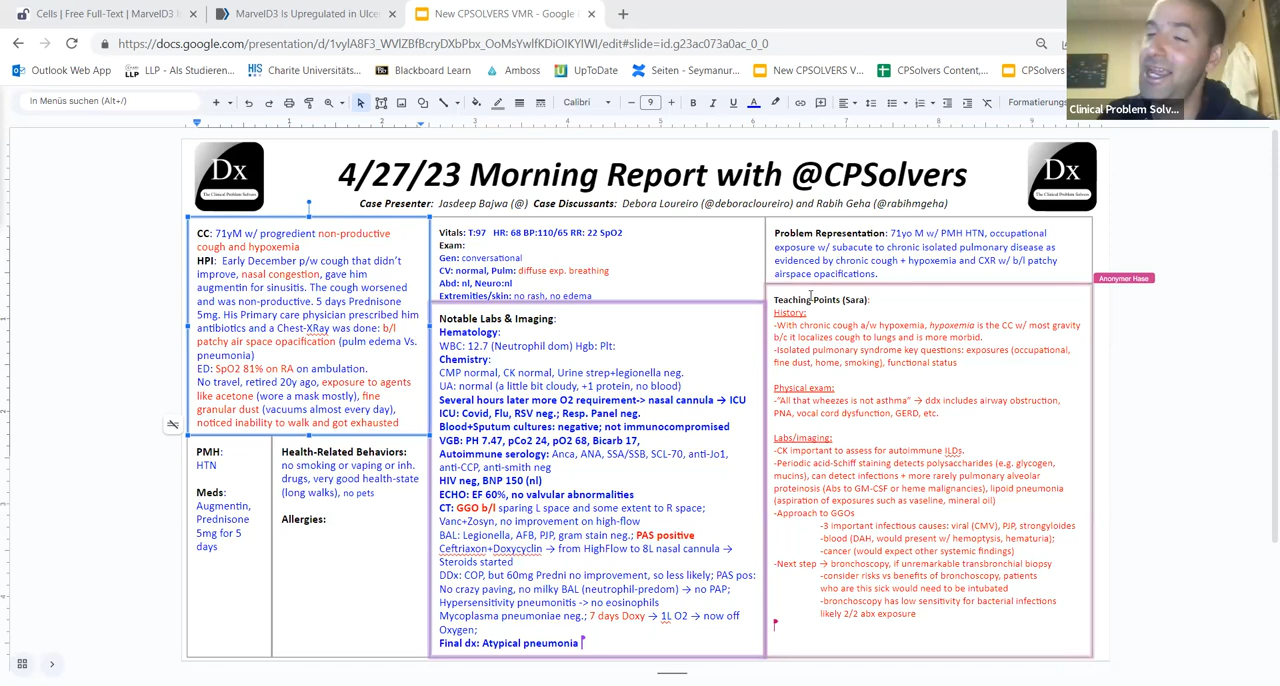 Cells | Free Full-Text | MarvelD3
MarvelD3 Is Upregulated in Ulce
New CPSOLVERS VMR - Google
https://docs.google.com/presentation/d/1vylA8F3_WVlZBfBcryDXbPbx_OoMsYwlfKDiOIKYIWI/edit#slide=id.g23ac073a0ac_0_0
Outlook Web App
LLP - Als Studieren...
Charite Universitäts...
Blackboard Learn
Amboss
UpToDate
Seiten - Seymanur...
New CPSOLVERS V...
CPSolvers Content,...
CPSolvers
In Menüs suchen (Alt+/)
Calibri
9
Formatierungs
Clinical Problem Solv...
1 2 3 4 5 6 7 8 9
Dx
The Clinical Problem Solvers
4/27/23 Morning Report with @CPSolvers
Case Presenter: Jasdeep Bajwa (@) Case Discussants: Debora Loureiro (@deboracloureiro) and Rabih Geha (@rabihmgeha)
Dx
The Clinical Problem Solvers
CC: 71yM w/ progredient non-productive
cough and hypoxemia
HPI: Early December p/w cough that didn't
improve, nasal congestion, gave him
augmentin for sinusitis. The cough worsened
and was non-productive. 5 days Prednisone
5mg. His Primary care physician prescribed him
antibiotics and a Chest-XRay was done: b/l
patchy air space opacification (pulm edema Vs.
pneumonia)
ED: SpO2 81% on RA on ambulation.
No travel, retired 20y ago, exposure to agents
like acetone (wore a mask mostly), fine
granular dust (vacuums almost every day),
noticed inability to walk and got exhausted
PMH:
HTN
Meds:
Augmentin,
Prednisone
5mg for 5
days
Health-Related Behaviors:
no smoking or vaping or inh.
drugs, very good health-state
(long walks), no pets
Allergies:
Vitals: T:97 HR: 68 BP:110/65 RR: 22 SpO2
Exam:
Gen: conversational
CV: normal, Pulm: diffuse exp. breathing
Abd: nl, Neuro:nl
Extremities/skin: no rash, no edema
Notable Labs & Imaging:
Hematology:
WBC: 12.7 (Neutrophil dom) Hgb: Plt:
Chemistry:
CMP normal, CK normal, Urine strep+legionella neg.
UA: normal (a little bit cloudy, +1 protein, no blood)
Several hours later more O2 requirement-> nasal cannula → ICU
ICU: Covid, Flu, RSV neg.; Resp. Panel neg.
Blood+Sputum cultures: negative; not immunocompromised
VGB: PH 7.47, pCo2 24, pO2 68, Bicarb 17,
Autoimmune serology: Anca, ANA, SSA/SSB, SCL-70, anti-Jo1,
anti-CCP, anti-smith neg
HIV neg, BNP 150 (nl)
ECHO: EF 60%, no valvular abnormalities
CT: GGO b/l sparing L space and some extent to R space;
Vanc+Zosyn, no improvement on high-flow
BAL: Legionella, AFB, PJP, gram stain neg.; PAS positive
Ceftriaxon+Doxycyclin → from HighFlow to 8L nasal cannula →
Steroids started
DDx: COP, but 60mg Predni no improvement, so less likely; PAS pos:
No crazy paving, no milky BAL (neutrophil-predom) → no PAP;
Hypersensitivity pneumonitis -> no eosinophils
Mycoplasma pneumoniae neg.; 7 days Doxy → 1L O2 → now off
Oxygen;
Final dx: Atypical pneumonia
Problem Representation: 71yo M w/ PMH HTN, occupational
exposure w/ subacute to chronic isolated pulmonary disease as
evidenced by chronic cough + hypoxemia and CXR w/ b/l patchy
airspace opacifications.
Anonymer Hase
Teaching Points (Sara):
History:
-With chronic cough a/w hypoxemia, hypoxemia is the CC w/ most gravity
b/c it localizes cough to lungs and is more morbid.
-Isolated pulmonary syndrome key questions: exposures (occupational,
fine dust, home, smoking), functional status
Physical exam:
-"All that wheezes is not asthma" → ddx includes airway obstruction,
PNA, vocal cord dysfunction, GERD, etc.
Labs/imaging:
-CK important to assess for autoimmune ILDs.
-Periodic acid-Schiff staining detects polysaccharides (e.g. glycogen,
mucins), can detect infections + more rarely pulmonary alveolar
proteinosis (Abs to GM-CSF or heme malignancies), lipoid pneumonia
(aspiration of exposures such as vaseline, mineral oil)
-Approach to GGOs
-3 important infectious causes: viral (CMV), PJP, strongyloides
-blood (DAH, would present w/ hemoptysis, hematuria);
-cancer (would expect other systemic findings)
-Next step → bronchoscopy, if unremarkable transbronchial biopsy
-consider risks vs benefits of bronchoscopy, patients
who are this sick would need to be intubated
-bronchoscopy has low sensitivity for bacterial infections
likely 2/2 abx exposure